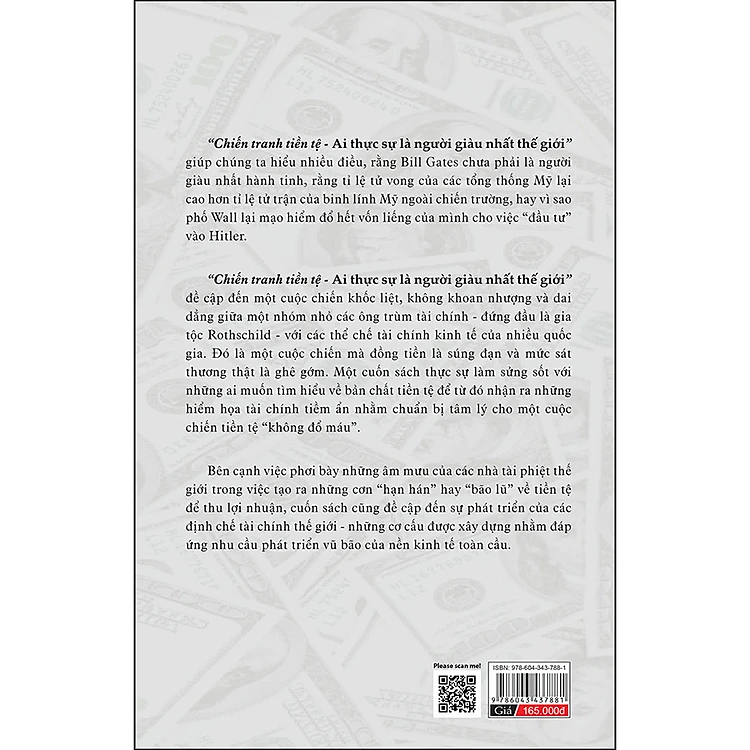 “Chiến tranh tiền tệ - Ai thực sự là người giàu nhất thế giới”
giúp chúng ta hiểu nhiều điều, rằng Bill Gates chưa phải là người
giàu nhất hành tinh, rằng tỉ lệ tử vong của các tổng thống Mỹ lại
cao hơn tỉ lệ tử trận của binh lính Mỹ ngoài chiến trường, hay vì sao
phố Wall lại mạo hiểm đổ hết vốn liếng của mình cho việc “đầu tư”
vào Hitler.
“Chiến tranh tiền tệ - Ai thực sự là người giàu nhất thế giới”
đề cập đến một cuộc chiến khốc liệt, không khoan nhượng và dai
dẳng giữa một nhóm nhỏ các ông trùm tài chính - đứng đầu là gia
tộc Rothschild - với các thể chế tài chính kinh tế của nhiều quốc
gia. Đó là một cuộc chiến mà đồng tiền là súng đạn và mức sát
thương thật là ghê gớm. Một cuốn sách thực sự làm sửng sốt với
những ai muốn tìm hiểu về bản chất tiền tệ để từ đó nhận ra những
hiểm họa tài chính tiềm ẩn nhằm chuẩn bị tâm lý cho một cuộc
chiến tiền tệ “không đổ máu”.
Bên cạnh việc phơi bày những âm mưu của các nhà tài phiệt thế
giới trong việc tạo ra những cơn “hạn hán” hay “bão lũ” về tiền tệ
để thu lợi nhuận, cuốn sách cũng đề cập đến sự phát triển của các
định chế tài chính thế giới - những cơ cấu được xây dựng nhằm đáp
ứng nhu cầu phát triển vũ bão của nền kinh tế toàn cầu.
Please scan me!
ISBN: 978-604-343-788-1
9 786043 437881
Giá 165.000đ